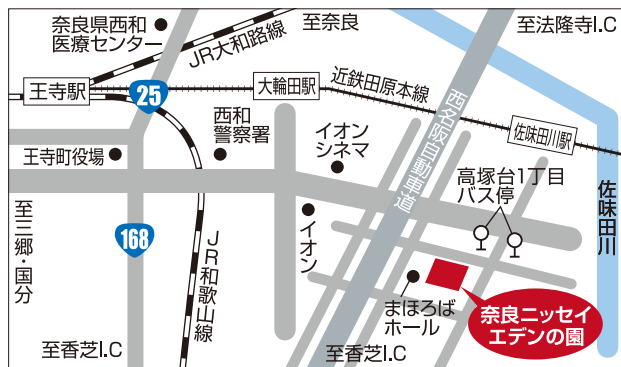 奈良県西和
医療センター
JR大和路線
至奈良
至法隆寺I.C
王寺駅
25
大輪田駅
近鉄田原本線
佐味田川駅
西名阪自動車道
王寺町役場
西和
警察署
イオン
シネマ
高塚台1丁目
バス停
佐味田川
至三郷・国分
168
JR和歌山線
イオン
まほろば
ホール
奈良ニッセイ
エデンの園
至香芝I.C
至香芝I.C